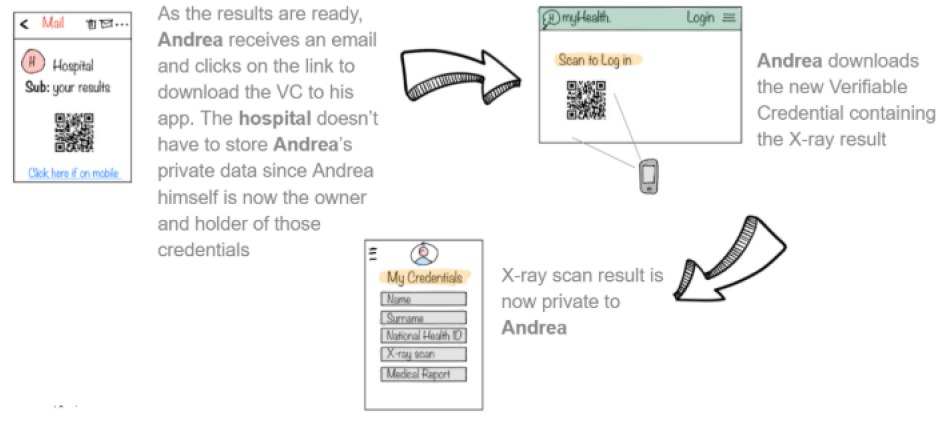 Mail
H Hospital
Sub: your results
Click here if on mobile
As the results are ready,
Andrea receives an email
and clicks on the link to
download the VC to his
app. The hospital doesn't
have to store Andrea's
private data since Andrea
himself is now the owner
and holder of those
credentials
H myHealth.
Login
Scan to Log in
Andrea downloads
the new Verifiable
Credential containing
the X-ray result
My Credentials
Name
Surname
National Health ID
X-ray scan
Medical Report
X-ray scan result is
now private to
Andrea